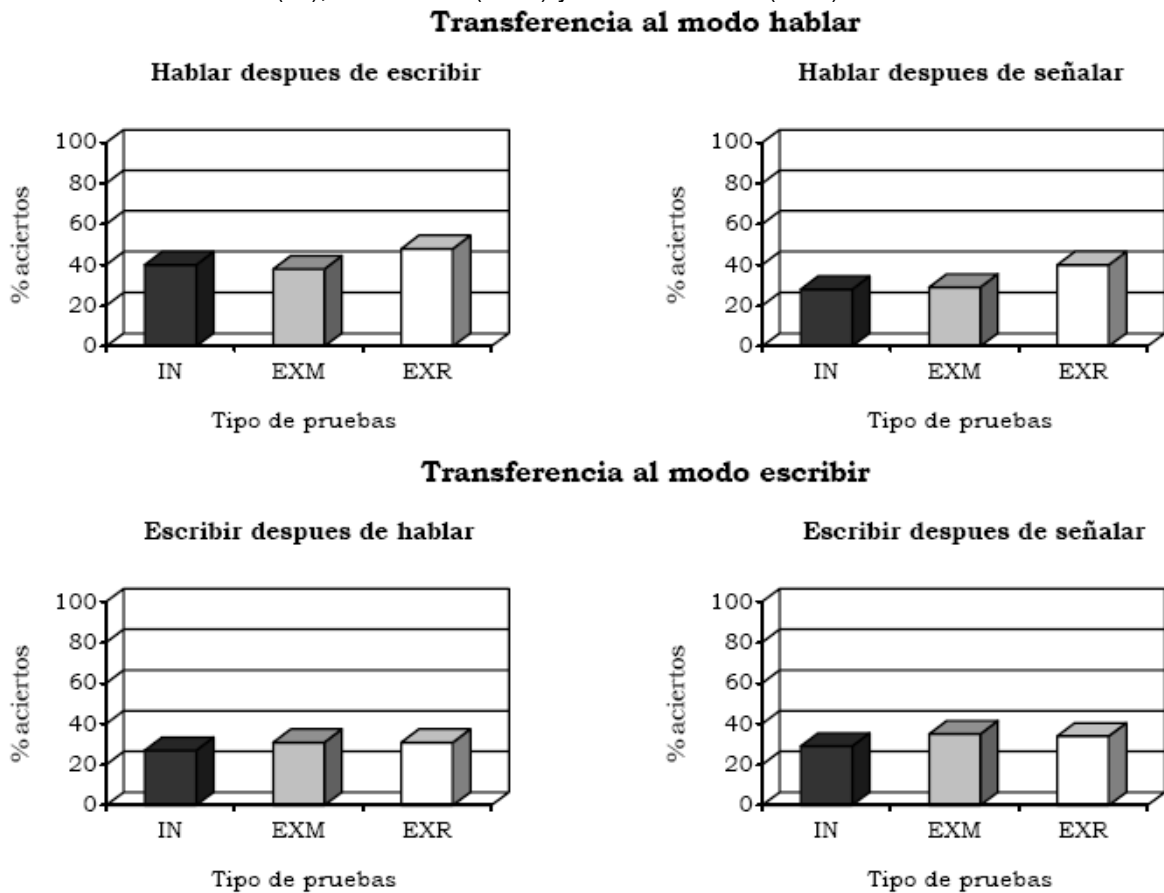 Transferencia al modo hablar
Hablar despues de escribir
Hablar despues de señalar
100
80
60
40
20
0
% aciertos
IN EXM EXR
Tipo de pruebas
100
80
60
40
20
0
% aciertos
IN EXM EXR
Tipo de pruebas
Transferencia al modo escribir
Escribir despues de hablar
Escribir despues de señalar
100
80
60
40
20
0
% aciertos
IN EXM EXR
Tipo de pruebas
100
80
60
40
20
0
% aciertos
IN EXM EXR
Tipo de pruebas